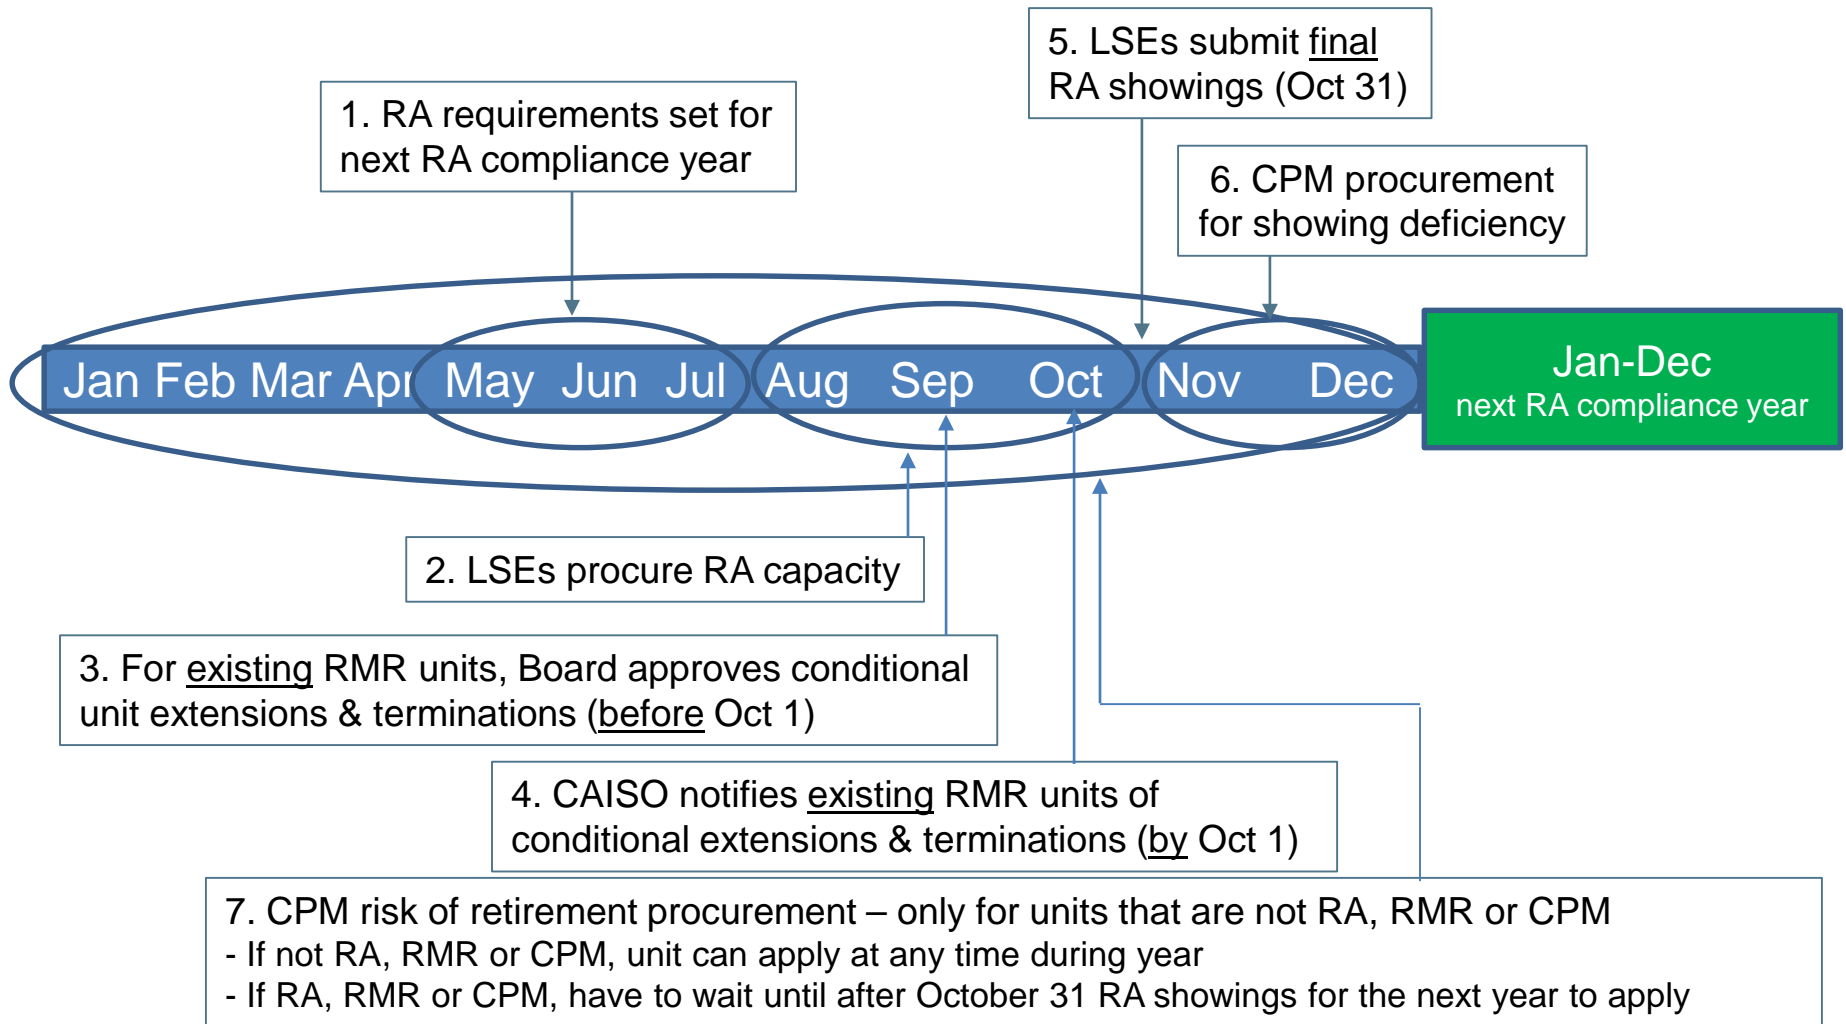 5. LSEs submit final
RA showings (Oct 31)
1. RA requirements set for
next RA compliance year
6. CPM procurement
for showing deficiency
Jan Feb Mar Apr May Jun Jul Aug Sep Oct Nov Dec
Jan-Dec
next RA compliance year
2. LSEs procure RA capacity
3. For existing RMR units, Board approves conditional
unit extensions & terminations (before Oct 1)
4. CAISO notifies existing RMR units of
conditional extensions & terminations (by Oct 1)
7. CPM risk of retirement procurement – only for units that are not RA, RMR or CPM
- If not RA, RMR or CPM, unit can apply at any time during year
- If RA, RMR or CPM, have to wait until after October 31 RA showings for the next year to apply